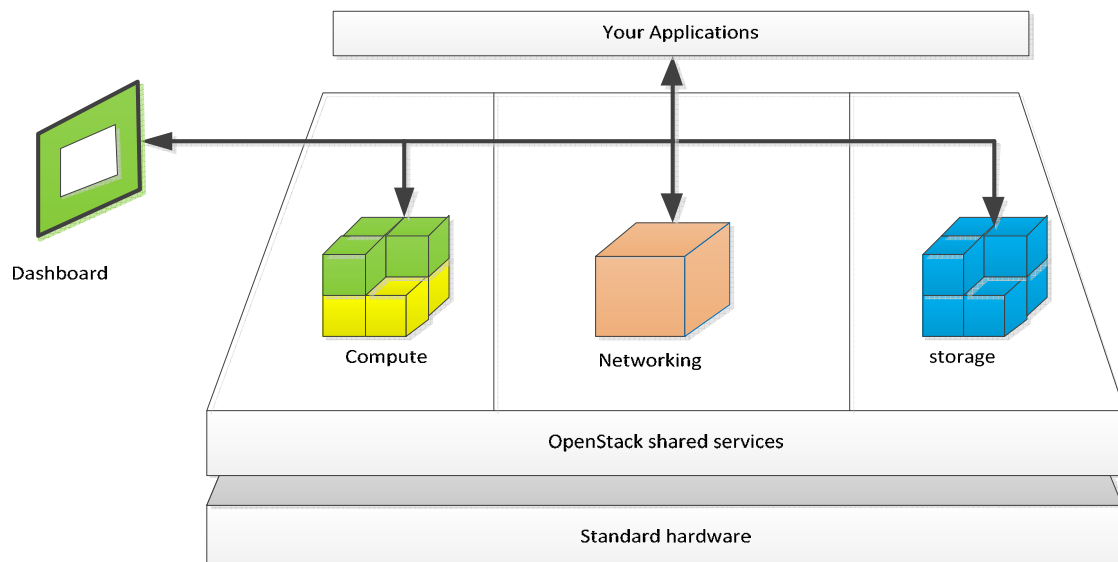 Your Applications
Dashboard
Compute
Networking
storage
OpenStack shared services
Standard hardware